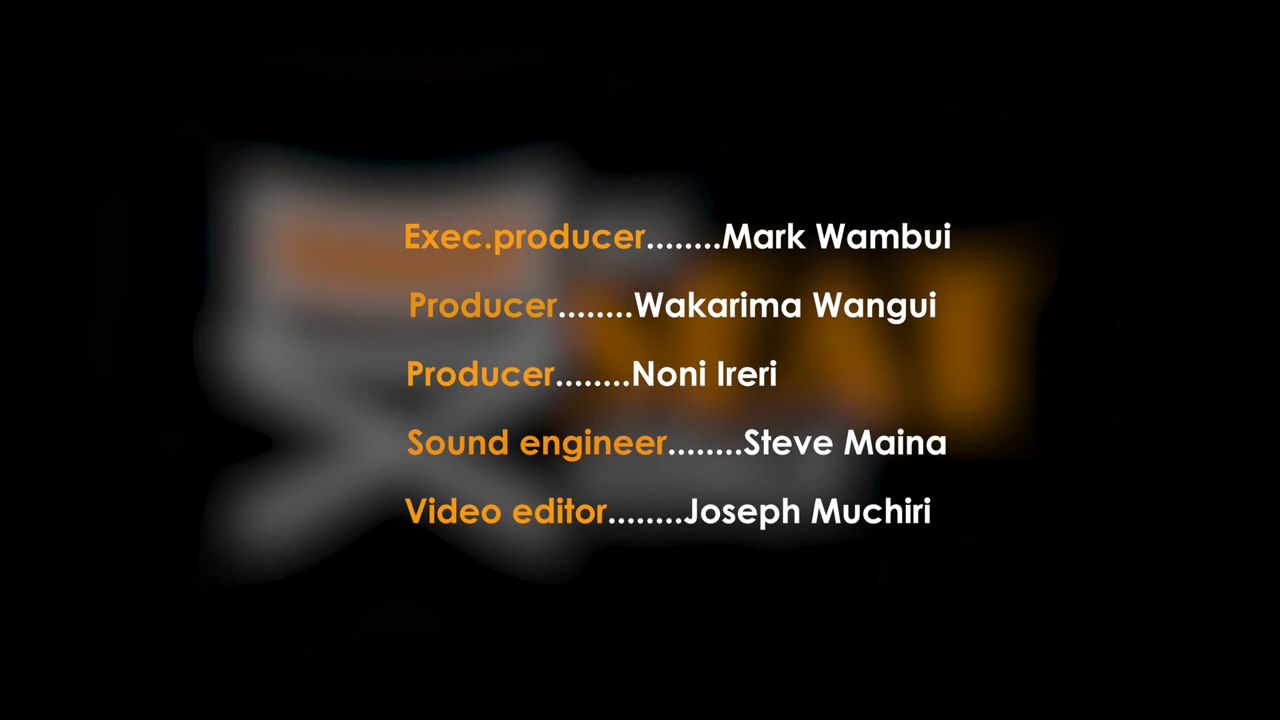 Exec.producer........Mark Wambui
Producer........Wakarima Wangui
Producer........Noni Ireri
Sound engineer........Steve Maina
Video editor........Joseph Muchiri